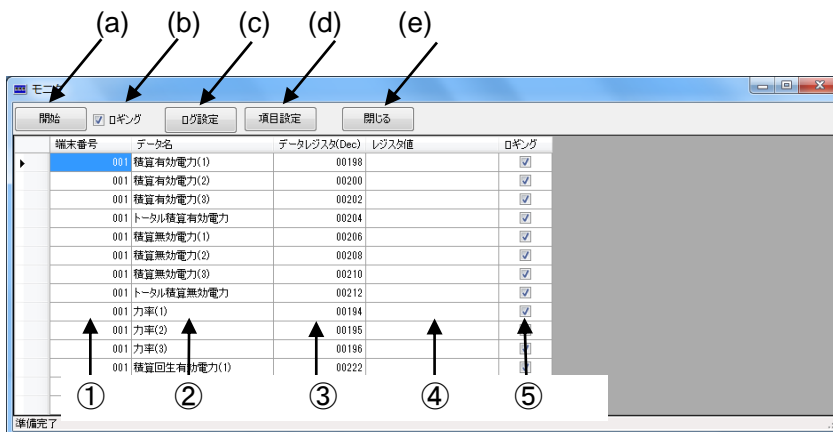 (a) (b) (c) (d) (e)
モニタ
開始 ロギング ログ設定 項目設定 閉じる
端末番号 データ名 データレジスタ(Dec) レジスタ値 ロギング
001 積算有効電力(1) 00198
001 積算有効電力(2) 00200
001 積算有効電力(3) 00202
001 トータル積算有効電力 00204
001 積算無効電力(1) 00206
001 積算無効電力(2) 00208
001 積算無効電力(3) 00210
001 トータル積算無効電力 00212
001 力率(1) 00194
001 力率(2) 00195
001 力率(3) 00196
001 積算回生有効電力(1) 00222
① ② ③ ④ ⑤
準備完了